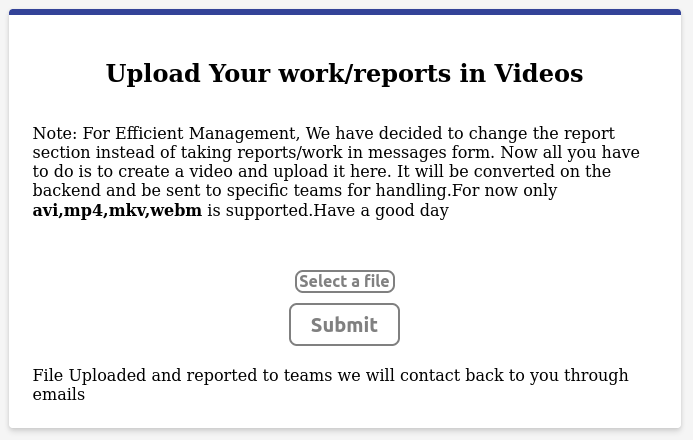 Upload Your work/reports in Videos
Note: For Efficient Management, We have decided to change the report
section instead of taking reports/work in messages form. Now all you have
to do is to create a video and upload it here. It will be converted on the
backend and be sent to specific teams for handling.For now only
avi,mp4,mkv,webm is supported.Have a good day
Select a file
Submit
File Uploaded and reported to teams we will contact back to you through
emails